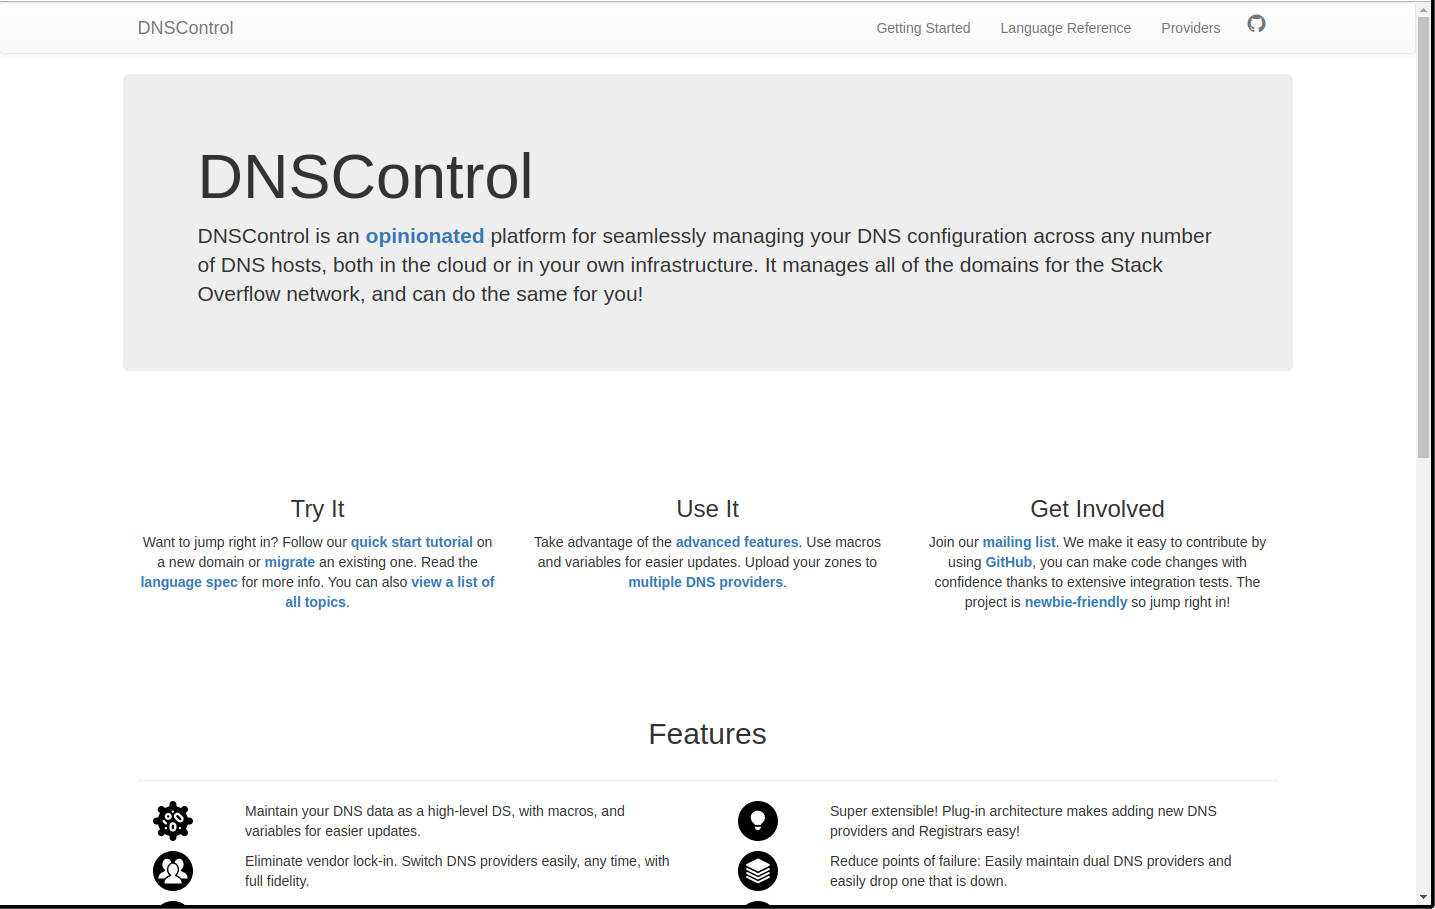 DNSControl
Getting Started
Language Reference
Providers
DNSControl
DNSControl is an opinionated platform for seamlessly managing your DNS configuration across any number
of DNS hosts, both in the cloud or in your own infrastructure. It manages all of the domains for the Stack
Overflow network, and can do the same for you!
Try It
Want to jump right in? Follow our quick start tutorial on
a new domain or migrate an existing one. Read the
language spec for more info. You can also view a list of
all topics.
Use It
Take advantage of the advanced features. Use macros
and variables for easier updates. Upload your zones to
multiple DNS providers.
Get Involved
Join our mailing list. We make it easy to contribute by
using GitHub, you can make code changes with
confidence thanks to extensive integration tests. The
project is newbie-friendly so jump right in!
Features
Maintain your DNS data as a high-level DS, with macros, and
variables for easier updates.
Super extensible! Plug-in architecture makes adding new DNS
providers and Registrars easy!
Eliminate vendor lock-in. Switch DNS providers easily, any time, with
full fidelity.
Reduce points of failure: Easily maintain dual DNS providers and
easily drop one that is down.